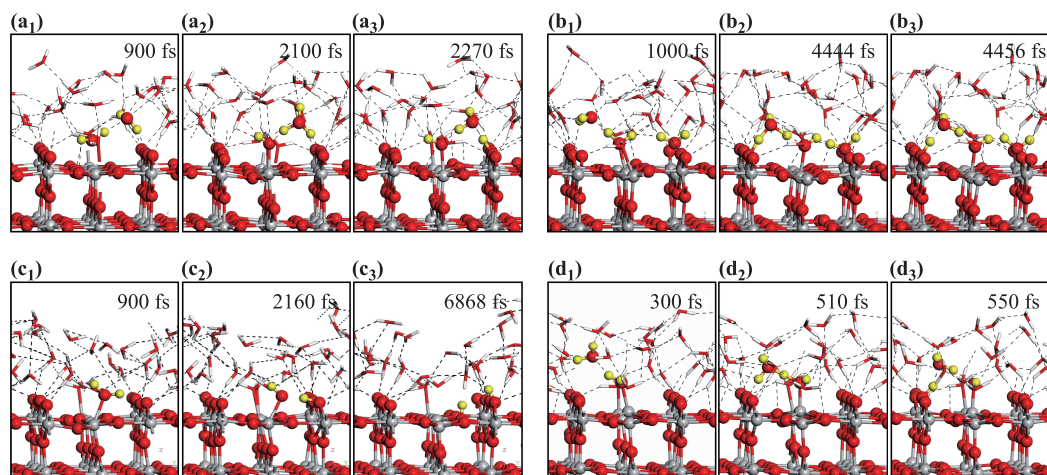 (a₁)
900 fs
(a₂)
2100 fs
(a₃)
2270 fs
(b₁)
1000 fs
(b₂)
4444 fs
(b₃)
4456 fs
(c₁)
900 fs
(c₂)
2160 fs
(c₃)
6868 fs
(d₁)
300 fs
(d₂)
510 fs
(d₃)
550 fs
z
z
z